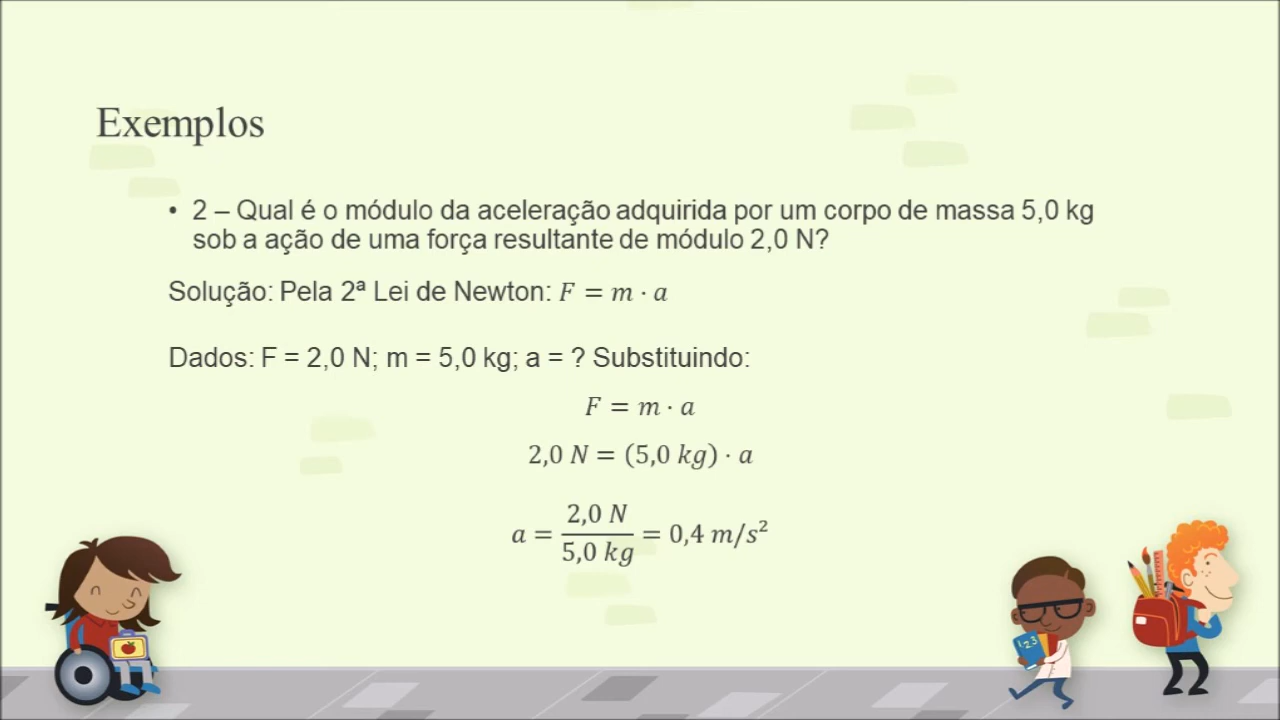 Exemplos
• 2 – Qual é o módulo da aceleração adquirida por um corpo de massa 5,0 kg
sob a ação de uma força resultante de módulo 2,0 N?
Solução: Pela 2ª Lei de Newton: F = m · a
Dados: F = 2,0 N; m = 5,0 kg; a = ? Substituindo:
F = m · a
2,0 N = (5,0 kg) · a
a = 2,0 N / 5,0 kg = 0,4 m/s²
123